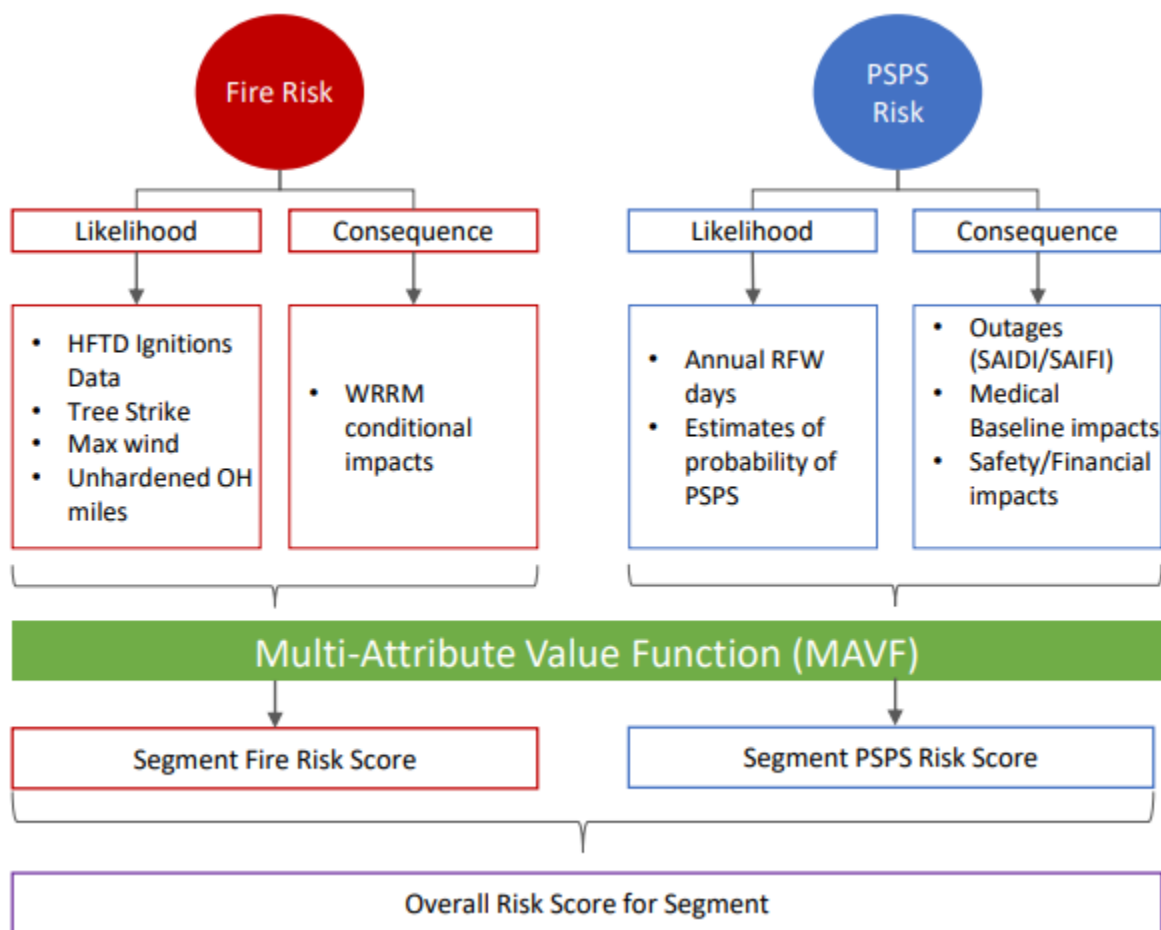 Fire Risk
PSPS
Risk
Likelihood
Consequence
Likelihood
Consequence
• HFTD Ignitions
Data
• Tree Strike
• Max wind
• Unhardened OH
miles
• WRRM
conditional
impacts
• Annual RFW
days
• Estimates of
probability of
PSPS
• Outages
(SAIDI/SAIFI)
• Medical
Baseline impacts
• Safety/Financial
impacts
Multi-Attribute Value Function (MAVF)
Segment Fire Risk Score
Segment PSPS Risk Score
Overall Risk Score for Segment